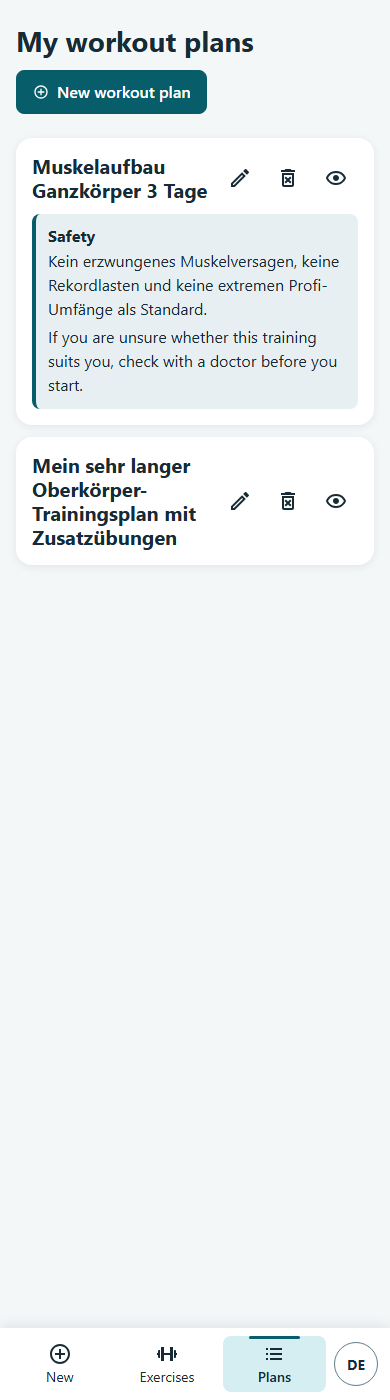 My workout plans
New workout plan
Muskelaufbau
Ganzkörper 3 Tage
Safety
Kein erzwungenes Muskelversagen, keine
Rekordlasten und keine extremen Profi-
Umfänge als Standard.
If you are unsure whether this training
suits you, check with a doctor before you
start.
Mein sehr langer
Oberkörper-
Trainingsplan mit
Zusatzübungen
New
Exercises
Plans
DE